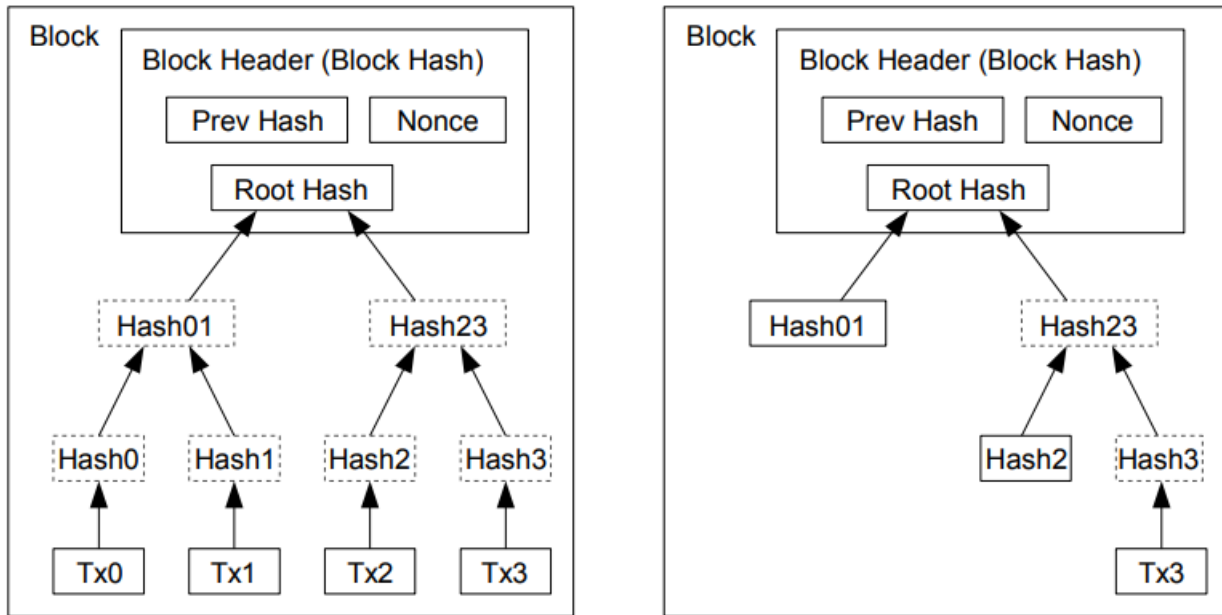 Block
Block Header (Block Hash)
Prev Hash
Nonce
Root Hash
Hash01
Hash23
Hash0
Hash1
Hash2
Hash3
Tx0
Tx1
Tx2
Tx3
Block
Block Header (Block Hash)
Prev Hash
Nonce
Root Hash
Hash01
Hash23
Hash2
Hash3
Tx3